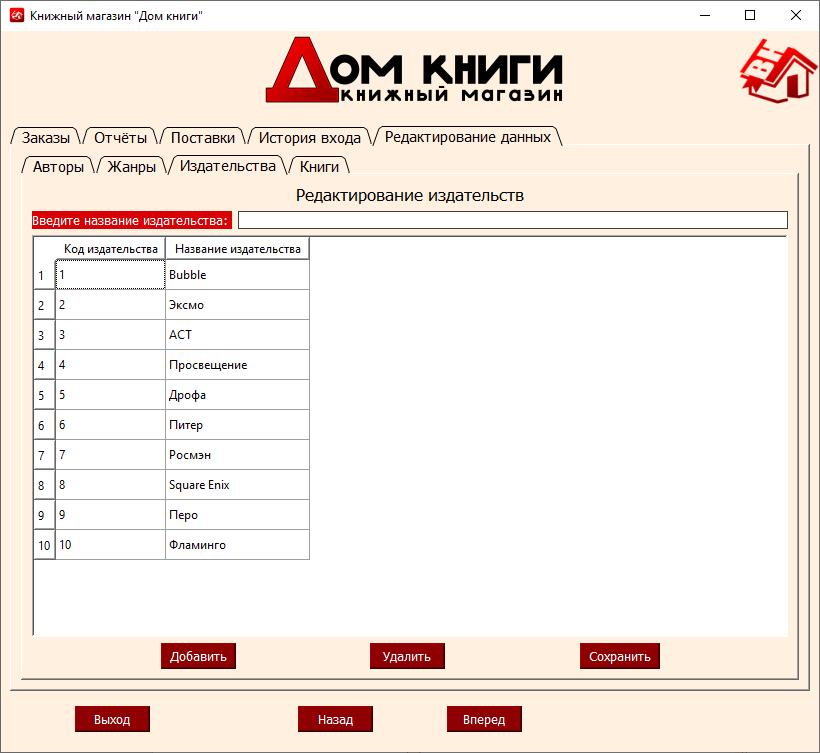 Книжный магазин "Дом книги"
Дом книги
книжный магазин
Заказы Отчёты Поставки История входа Редактирование данных
Авторы Жанры Издательства Книги
Редактирование издательств
Введите название издательства:
Код издательства Название издательства
1 1 Bubble
2 2 Эксмо
3 3 АСТ
4 4 Просвещение
5 5 Дрофа
6 6 Питер
7 7 Росмэн
8 8 Square Enix
9 9 Перо
10 10 Фламинго
Добавить Удалить Сохранить
Выход Назад Вперед